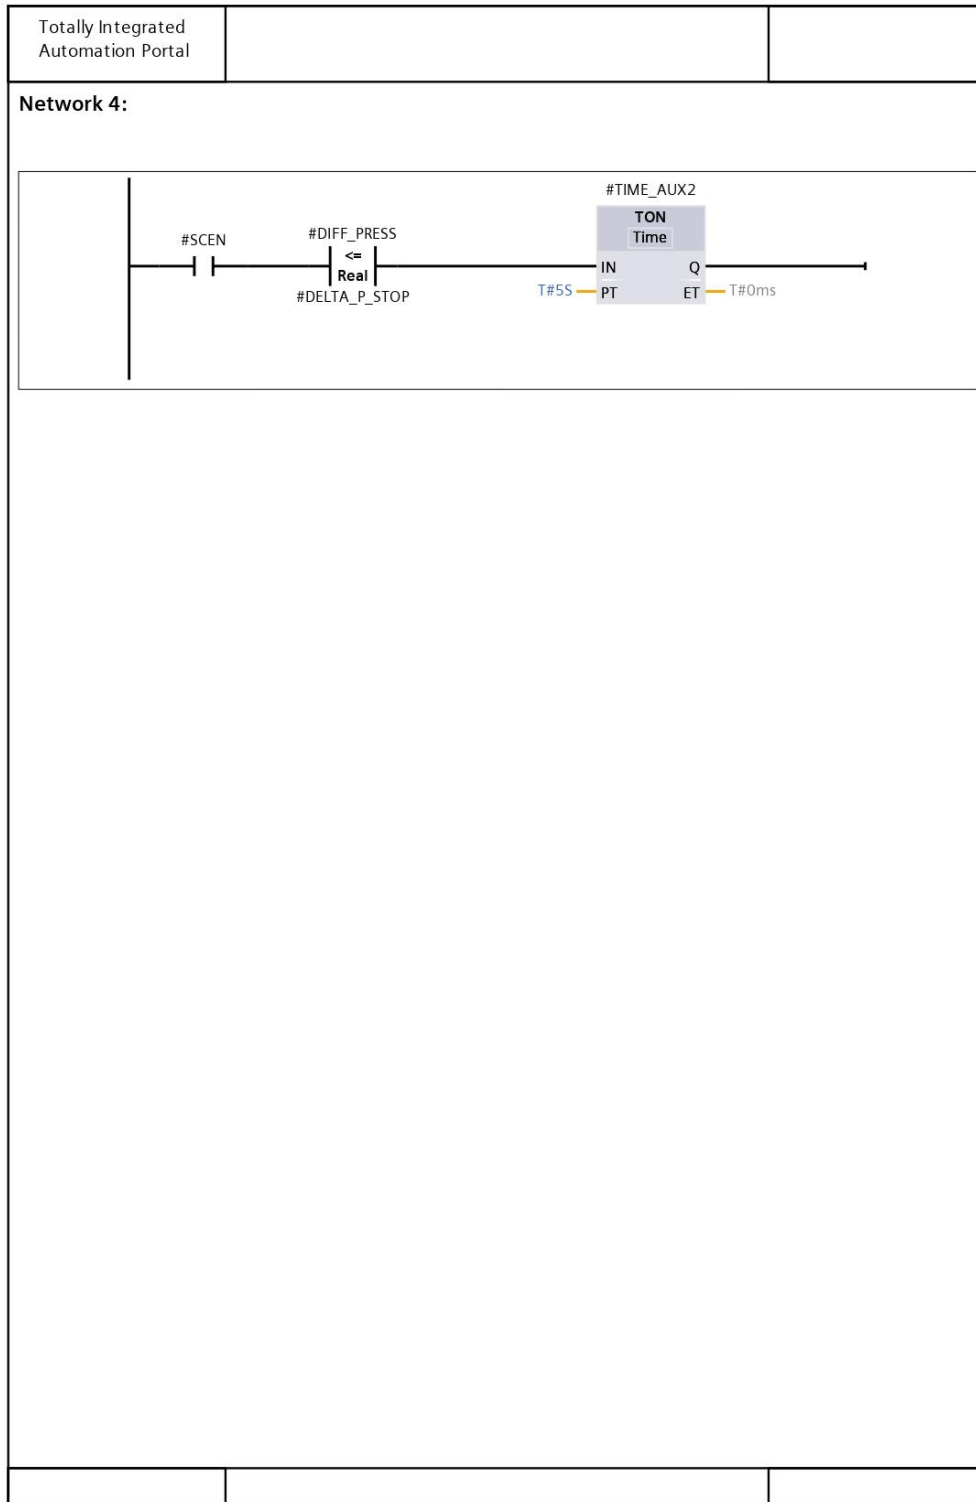 Totally Integrated
Automation Portal
Network 4:
#TIME_AUX2
TON
Time
#SCEN
#DIFF_PRESS
<=
Real
#DELTA_P_STOP
IN Q
T#5S PT ET T#0ms